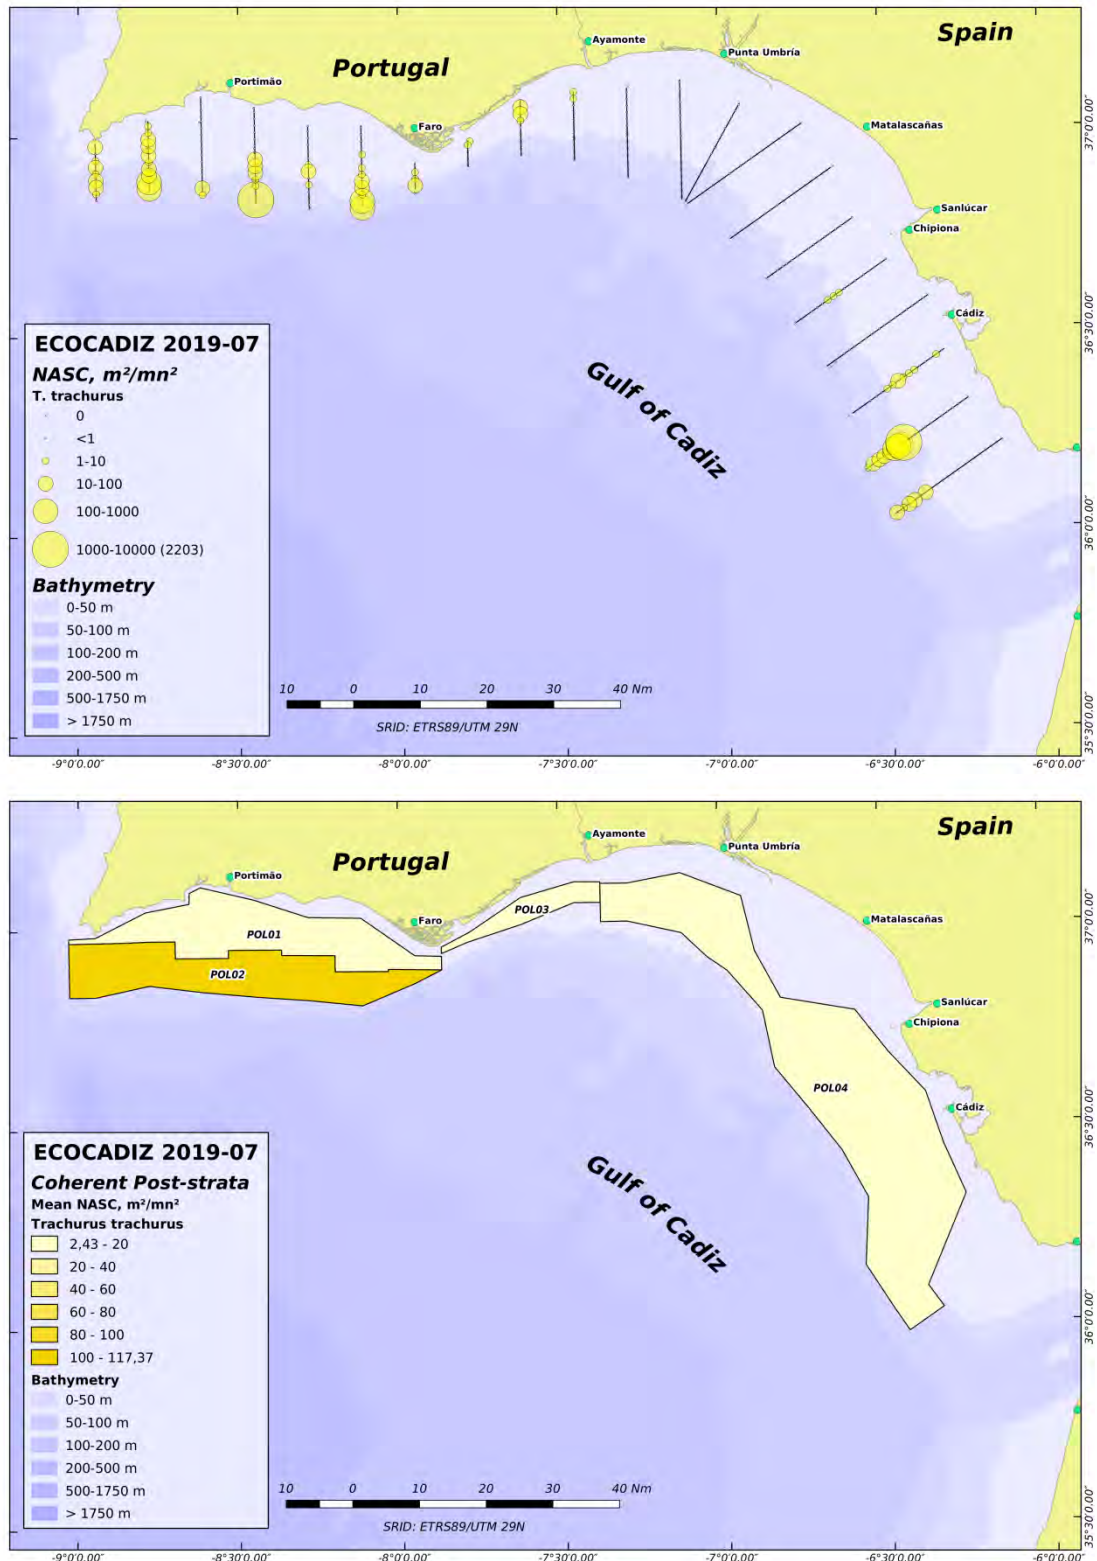 Spain
Ayamonte
Punta Umbría
Portugal
Portimão
Faro
Matalascañas
Sanlúcar
Chipiona
Cádiz
Gulf of Cadiz
ECOCADIZ 2019-07
NASC, m²/mn²
T. trachurus
0
<1
1-10
10-100
100-1000
1000-10000 (2203)
Bathymetry
0-50 m
50-100 m
100-200 m
200-500 m
500-1750 m
> 1750 m
10 0 10 20 30 40 Nm
SRID: ETRS89/UTM 29N
37°0'0.00"
36°30'0.00"
36°0'0.00"
35°30'0.00"
-9°0'0.00" -8°30'0.00" -8°0'0.00" -7°30'0.00" -7°0'0.00" -6°30'0.00" -6°0'0.00"
Spain
Ayamonte
Punta Umbría
Portugal
Portimão
Faro
Matalascañas
POL03
POL01
POL02
Sanlúcar
Chipiona
POL04
Cádiz
Gulf of Cadiz
ECOCADIZ 2019-07
Coherent Post-strata
Mean NASC, m²/mn²
Trachurus trachurus
2,43 - 20
20 - 40
40 - 60
60 - 80
80 - 100
100 - 117,37
Bathymetry
0-50 m
50-100 m
100-200 m
200-500 m
500-1750 m
> 1750 m
10 0 10 20 30 40 Nm
SRID: ETRS89/UTM 29N
37°0'0.00"
36°30'0.00"
36°0'0.00"
35°30'0.00"
-9°0'0.00" -8°30'0.00" -8°0'0.00" -7°30'0.00" -7°0'0.00" -6°30'0.00" -6°0'0.00"